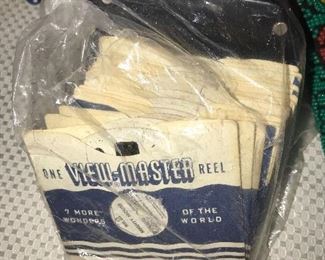 ONE VIEW-MASTER REEL
7 MORE OF THE
WONDERS WORLD